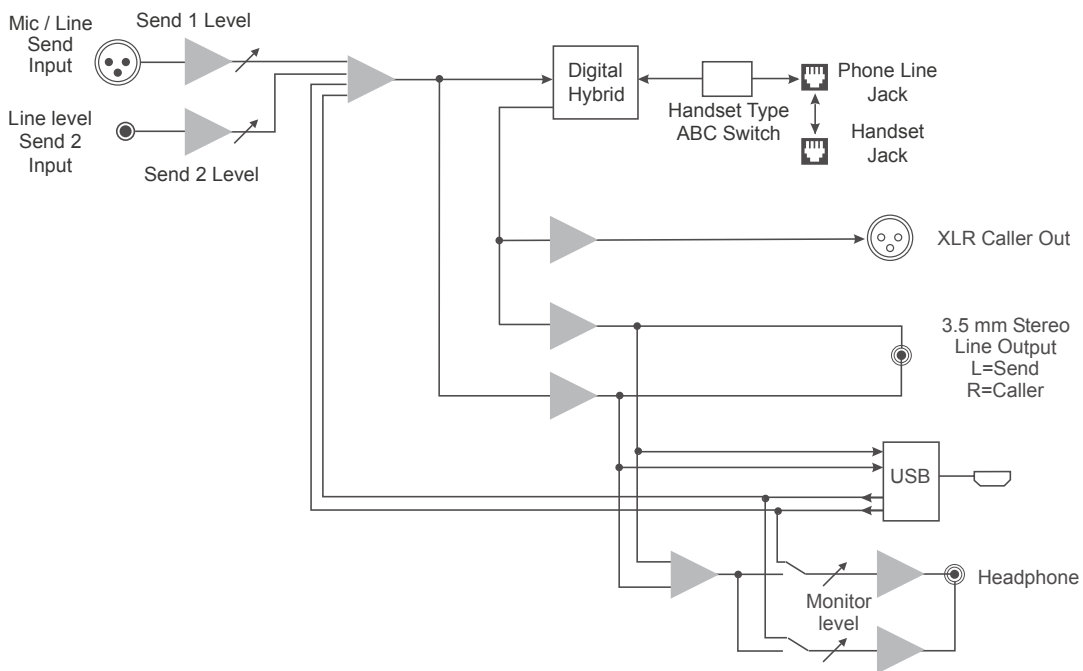 Mic / Line
Send
Input
Send 1 Level
Line level
Send 2
Input
Send 2 Level
Digital
Hybrid
Handset Type
ABC Switch
Phone Line
Jack
Handset
Jack
XLR Caller Out
3.5 mm Stereo
Line Output
L=Send
R=Caller
USB
Monitor
level
Headphone